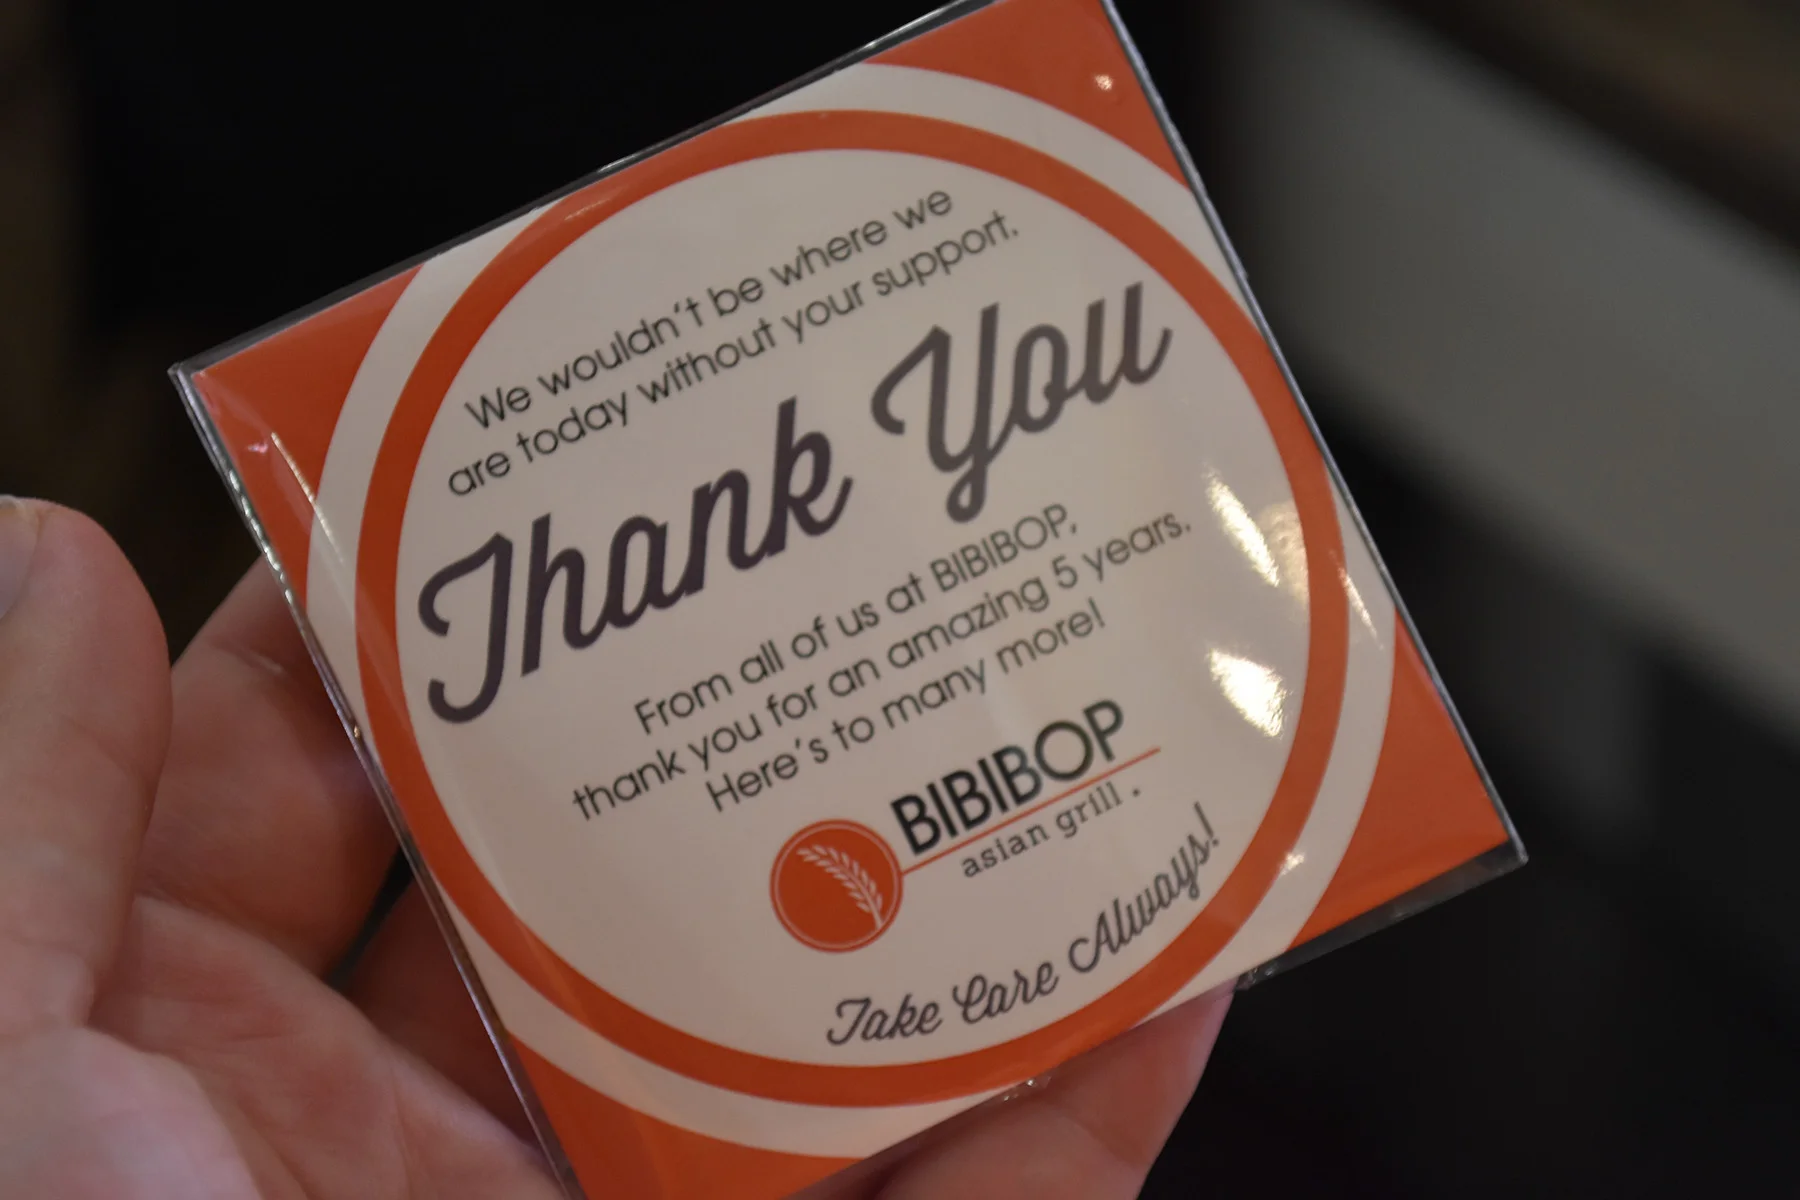 We wouldn't be where we
are today without your support.
Thank You
From all of us at BIBIBOP,
thank you for an amazing 5 years.
Here's to many more!
BIBIBOP
asian grill.
Take Care Always!